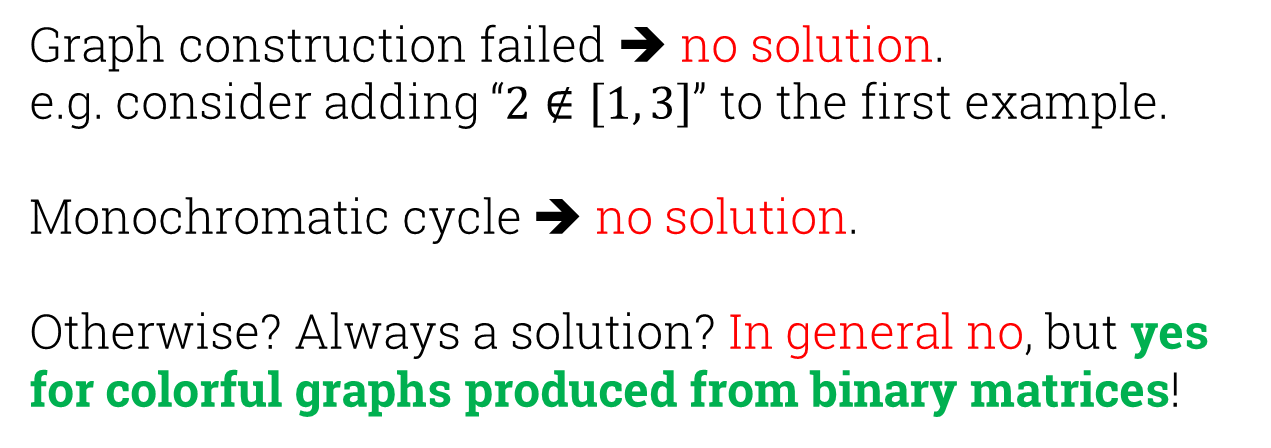 Graph construction failed 🡺 no solution.
e.g. consider adding “2 ∉ [1, 3]” to the first example.
Monochromatic cycle 🡺 no solution.
Otherwise? Always a solution? In general no, but yes
for colorful graphs produced from binary matrices!